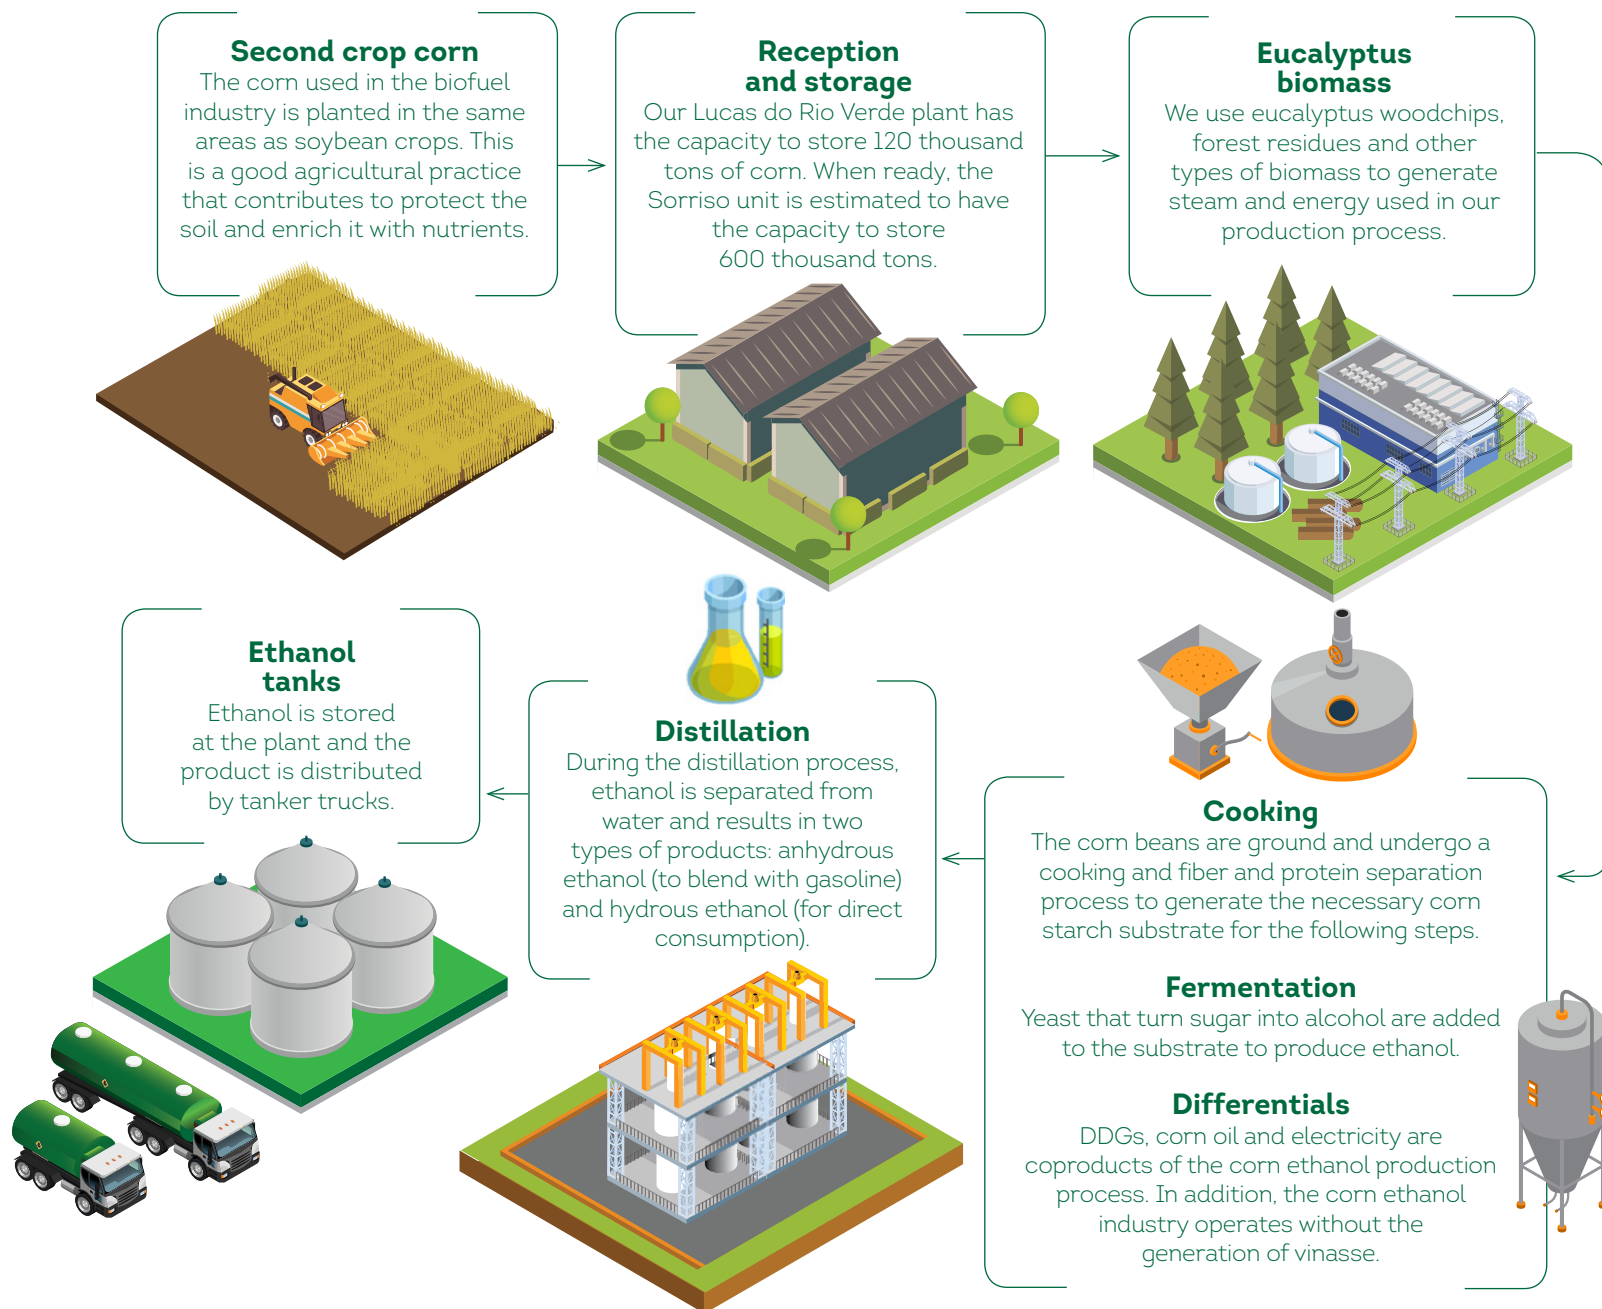 Second crop corn
The corn used in the biofuel
industry is planted in the same
areas as soybean crops. This
is a good agricultural practice
that contributes to protect the
soil and enrich it with nutrients.
Reception
and storage
Our Lucas do Rio Verde plant has
the capacity to store 120 thousand
tons of corn. When ready, the
Sorriso unit is estimated to have
the capacity to store
600 thousand tons.
Eucalyptus
biomass
We use eucalyptus woodchips,
forest residues and other
types of biomass to generate
steam and energy used in our
production process.
Cooking
The corn beans are ground and undergo a
cooking and fiber and protein separation
process to generate the necessary corn
starch substrate for the following steps.
Fermentation
Yeast that turn sugar into alcohol are added
to the substrate to produce ethanol.
Differentials
DDGs, corn oil and electricity are
coproducts of the corn ethanol production
process. In addition, the corn ethanol
industry operates without the
generation of vinasse.
Distillation
During the distillation process,
ethanol is separated from
water and results in two
types of products: anhydrous
ethanol (to blend with gasoline)
and hydrous ethanol (for direct
consumption).
Ethanol
tanks
Ethanol is stored
at the plant and the
product is distributed
by tanker trucks.